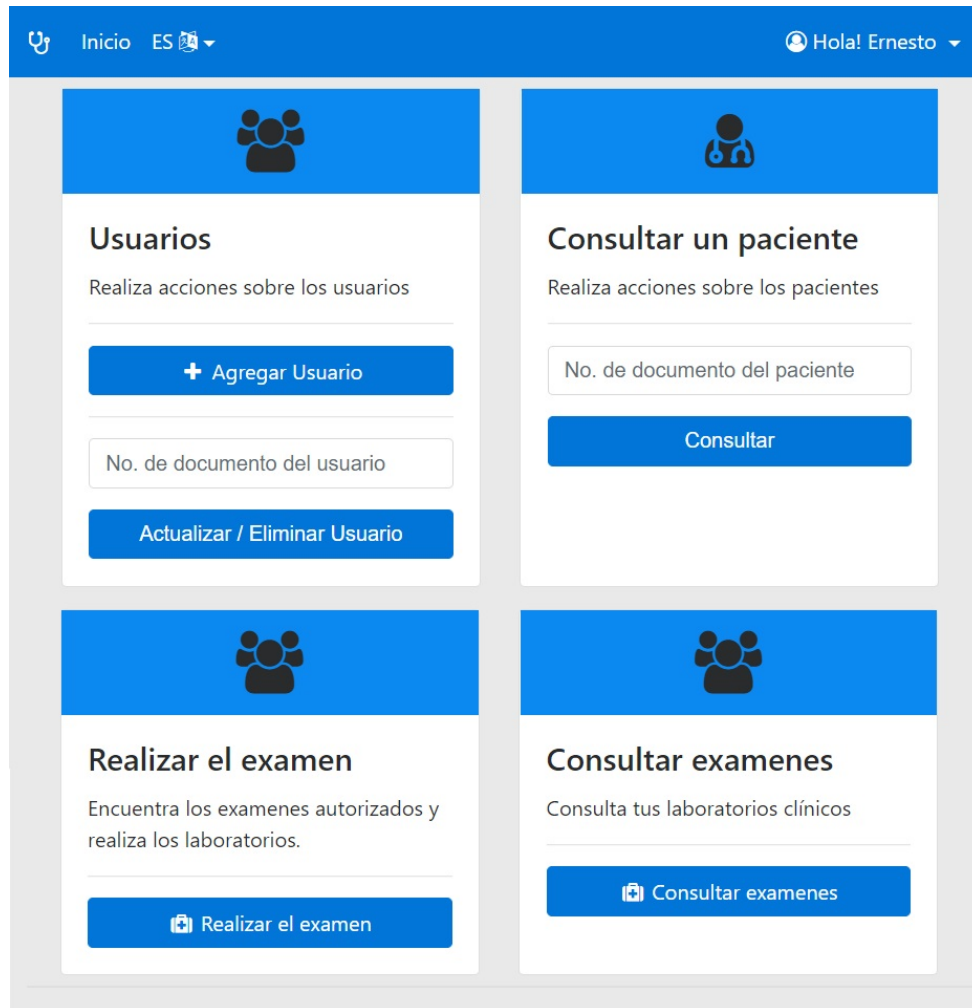 Inicio ES
Hola! Ernesto
Usuarios
Realiza acciones sobre los usuarios
Agregar Usuario
No. de documento del usuario
Actualizar / Eliminar Usuario
Consultar un paciente
Realiza acciones sobre los pacientes
No. de documento del paciente
Consultar
Realizar el examen
Encuentra los examenes autorizados y
realiza los laboratorios.
Realizar el examen
Consultar examenes
Consulta tus laboratorios clínicos
Consultar examenes